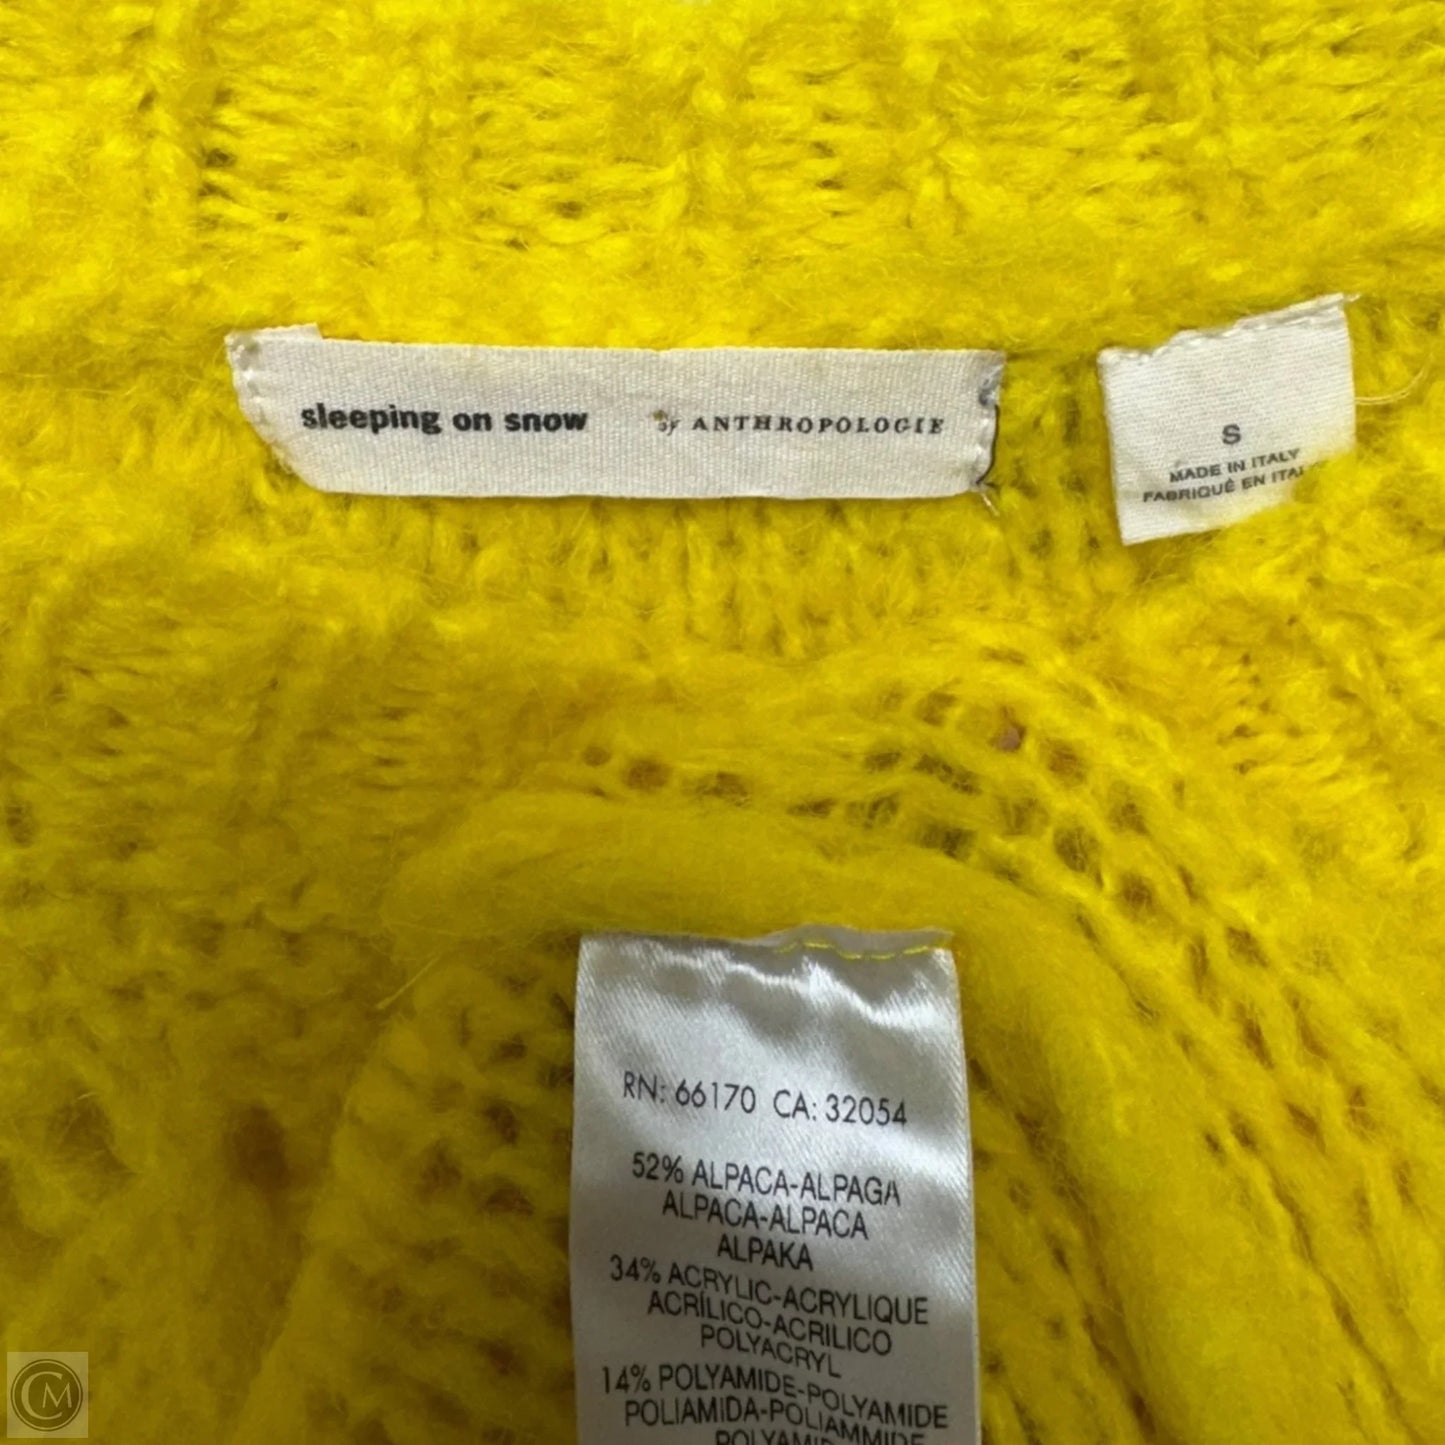 sleeping on snow by ANTHROPOLOGIE
S
MADE IN ITALY
FABRIQUÉ EN
RN: 66170 CA: 32054
52% ALPACA-ALPAGA
ALPACA-ALPACA
ALPAKA
34% ACRYLIC-ACRYLIQUE
ACRÍLICO-ACRILICO
POLYACRYL
14% POLYAMIDE-POLYAMIDE
POLIAMIDA-POLIAMMIDE
CM